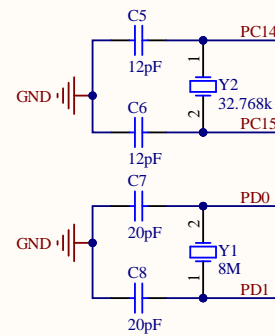 C5
PC14
12pF
1
GND
Y2
32.768k
C6
2
PC15
12pF
C7
PD0
20pF
2
GND
Y1
8M
C8
1
PD1
20pF